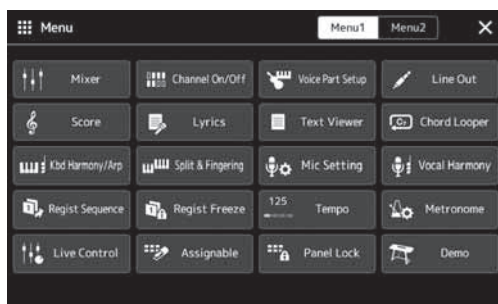 Menu Menu1 Menu2
Mixer Channel On/Off Voice Part Setup Line Out
Score Lyrics Text Viewer C7 Chord Looper
Kbd Harmony/Arp Split & Fingering Mic Setting Vocal Harmony
Regist Sequence Regist Freeze 125 Tempo Metronome
Live Control Assignable Panel Lock Demo